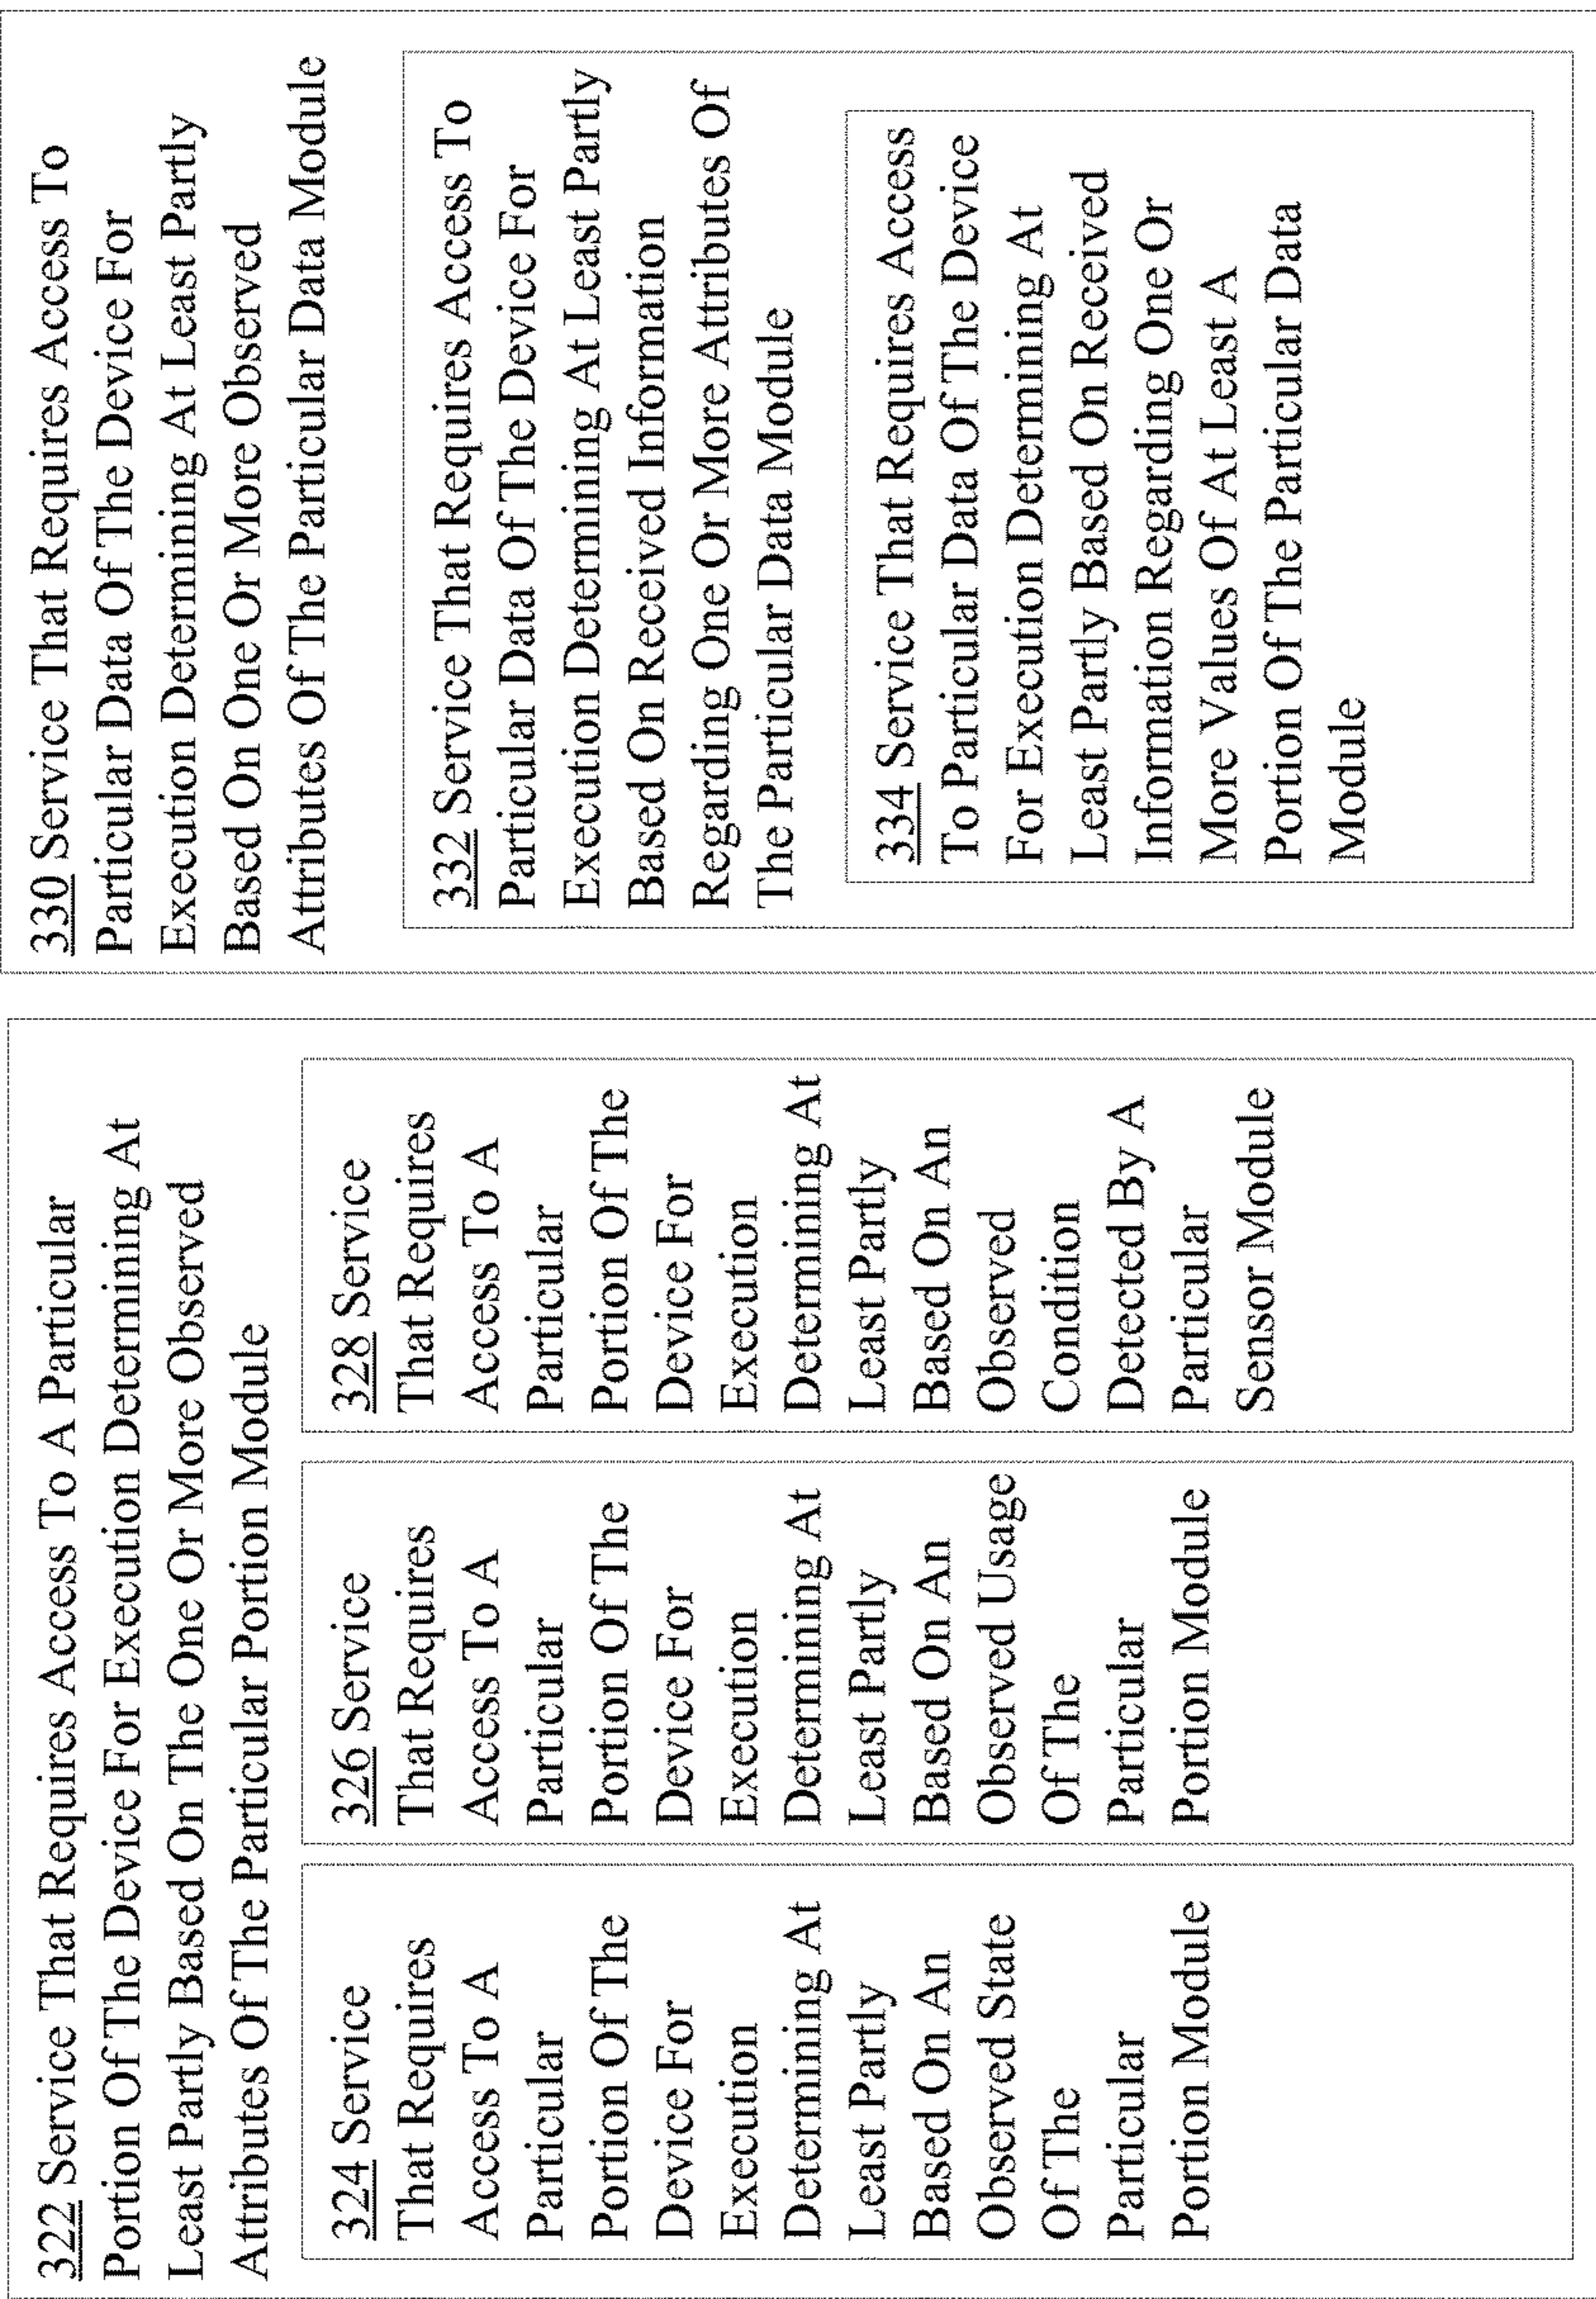 322 Service That Requires Access To A Particular
Portion Of The Device For Execution Determining At
Least Partly Based On The One Or More Observed
Attributes Of The Particular Portion Module
324 Service
That Requires
Access To A
Particular
Portion Of The
Device For
Execution
Determining At
Least Partly
Based On An
Observed State
Of The
Particular
Portion Module
326 Service
That Requires
Access To A
Particular
Portion Of The
Device For
Execution
Determining At
Least Partly
Based On An
Observed Usage
Of The
Particular
Portion Module
328 Service
That Requires
Access To A
Particular
Portion Of The
Device For
Execution
Determining At
Least Partly
Based On An
Observed
Condition
Detected By A
Particular
Sensor Module
330 Service That Requires Access To
Particular Data Of The Device For
Execution Determining At Least Partly
Based On One Or More Observed
Attributes Of The Particular Data Module
332 Service That Requires Access To
Particular Data Of The Device For
Execution Determining At Least Partly
Based On Received Information
Regarding One Or More Attributes Of
The Particular Data Module
334 Service That Requires Access
To Particular Data Of The Device
For Execution Determining At
Least Partly Based On Received
Information Regarding One Or
More Values Of At Least A
Portion Of The Particular Data
Module